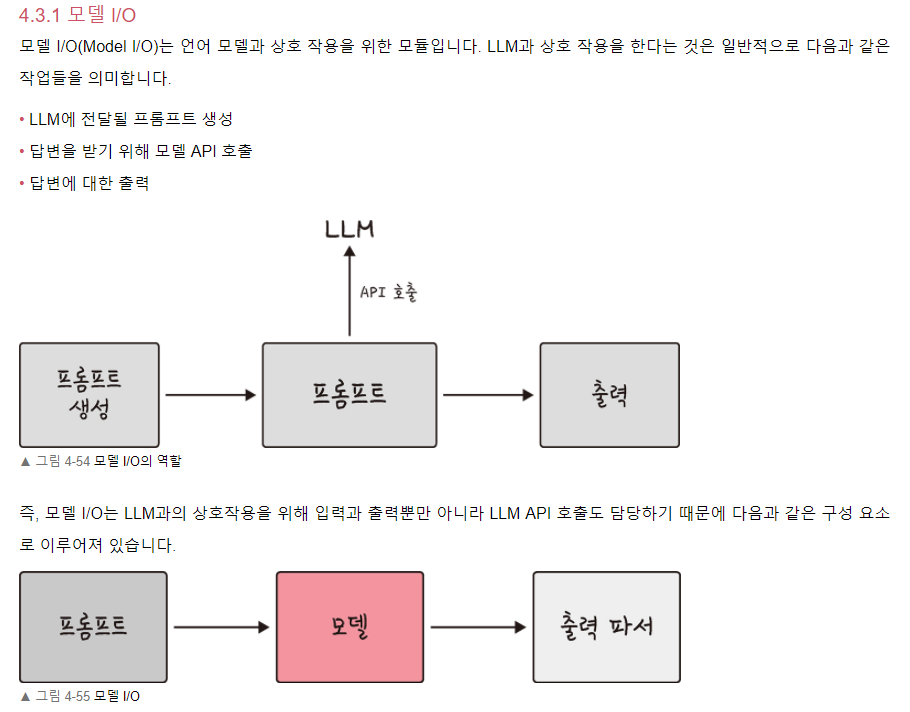 4.3.1 모델 I/O
모델 I/O(Model I/O)는 언어 모델과 상호 작용을 위한 모듈입니다. LLM과 상호 작용을 한다는 것은 일반적으로 다음과 같은
작업들을 의미합니다.
• LLM에 전달될 프롬프트 생성
• 답변을 받기 위해 모델 API 호출
• 답변에 대한 출력
LLM
API 호출
프롬프트
생성
프롬프트
출력
▲ 그림 4-54 모델 I/O의 역할
즉, 모델 I/O는 LLM과의 상호작용을 위해 입력과 출력뿐만 아니라 LLM API 호출도 담당하기 때문에 다음과 같은 구성 요소
로 이루어져 있습니다.
프롬프트
모델
출력 파서
▲ 그림 4-55 모델 I/O